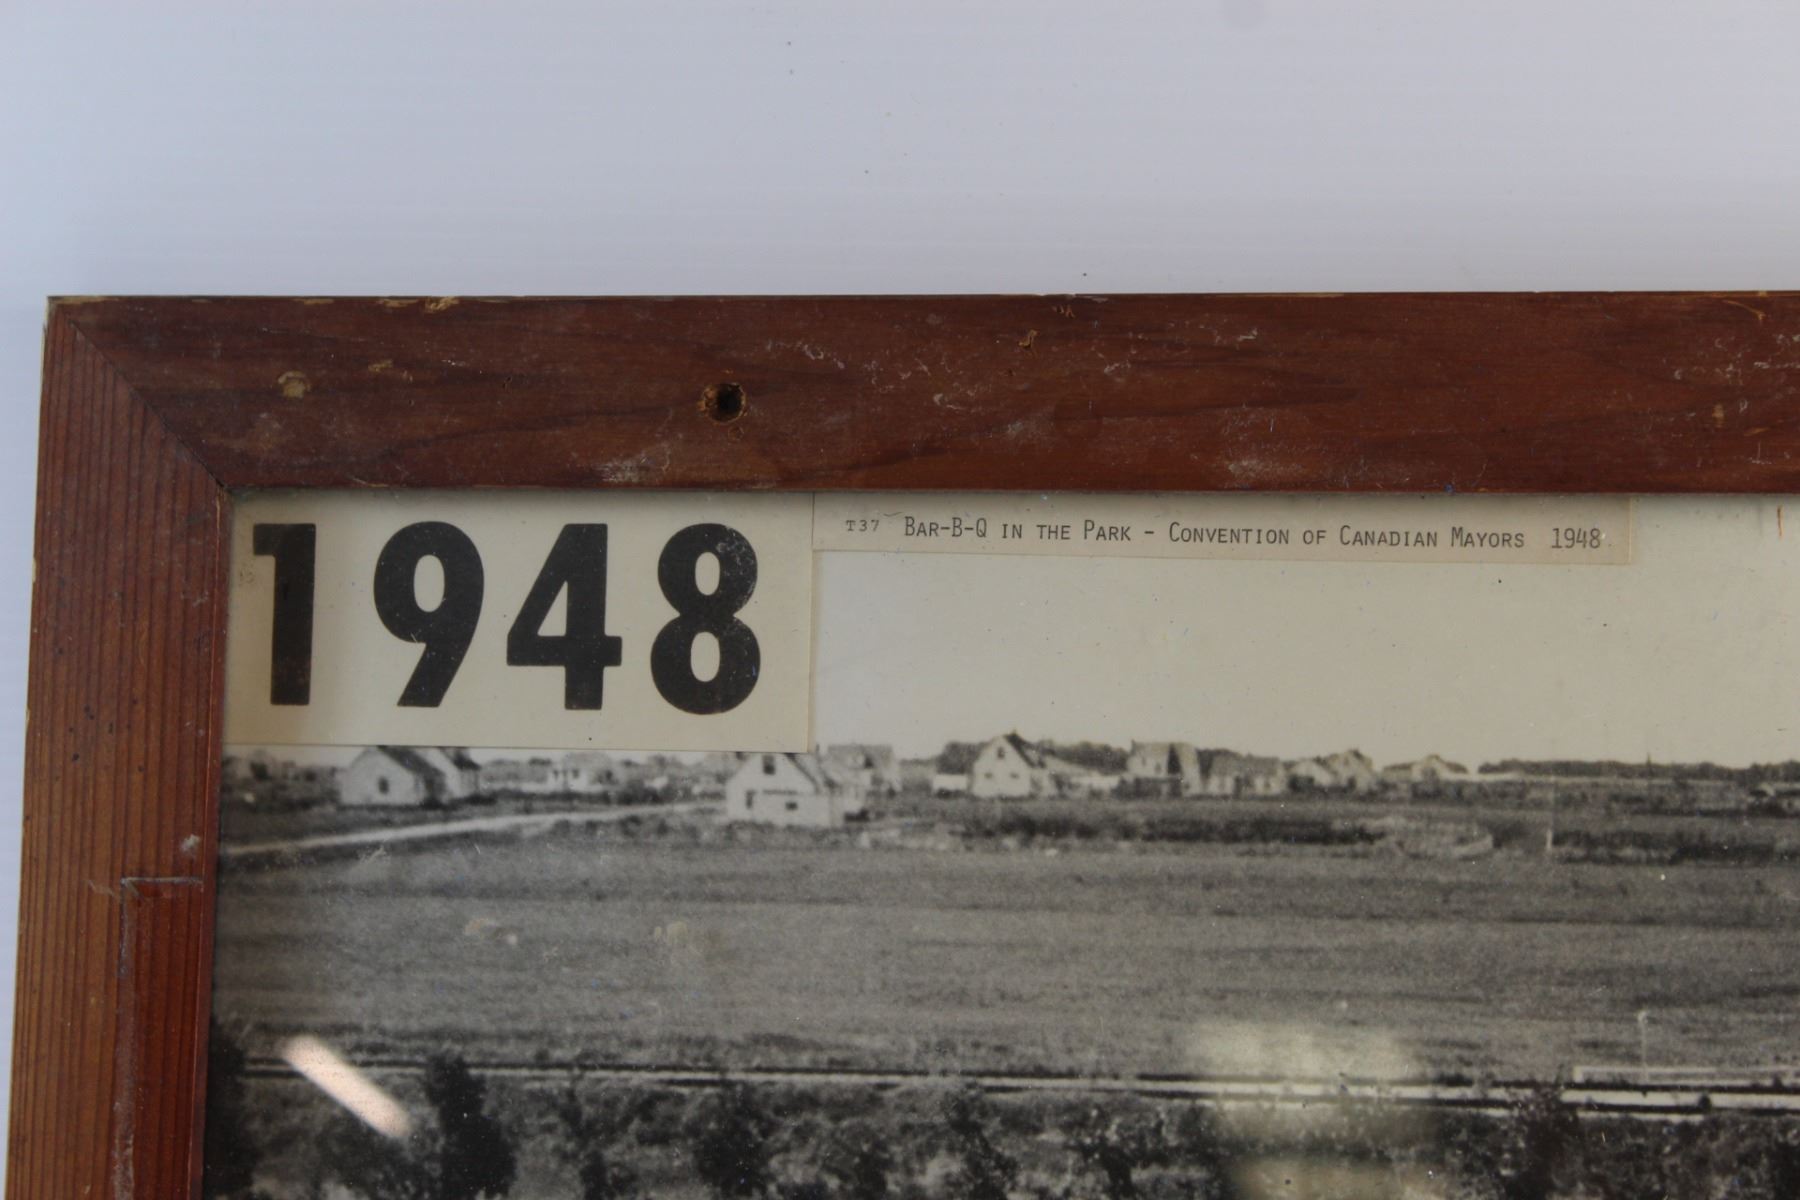 1948
T37 Bar-B-Q in the Park - Convention of Canadian Mayors 1948